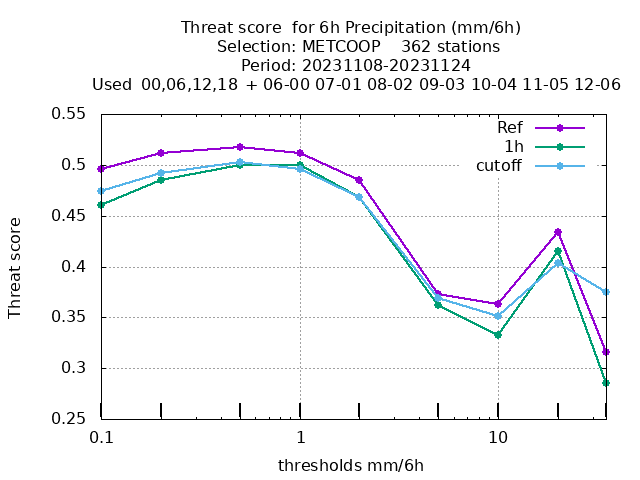 Threat score  for 6h Precipitation (mm/6h)
Selection: METCOOP    362 stations
Period: 20231108-20231124
Used  00,06,12,18  + 06-00 07-01 08-02 09-03 10-04 11-05 12-06
0.55
0.5
0.45
0.4
0.35
0.3
0.25
Threat score
Ref
1h
cutoff
0.1 1 10
thresholds mm/6h